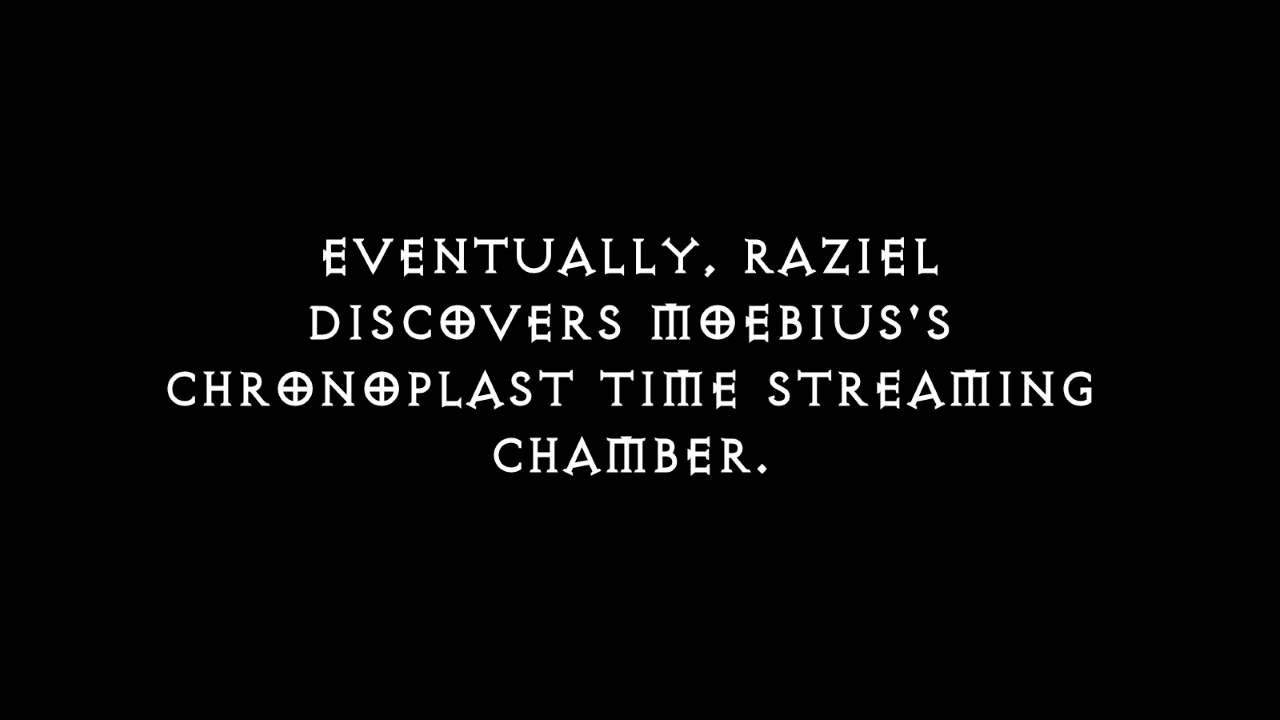 EVENTUALLY, RAZIEL
DISCOVERS MOEBIUS'S
CHRONOPLAST TIME STREAMING
CHAMBER.